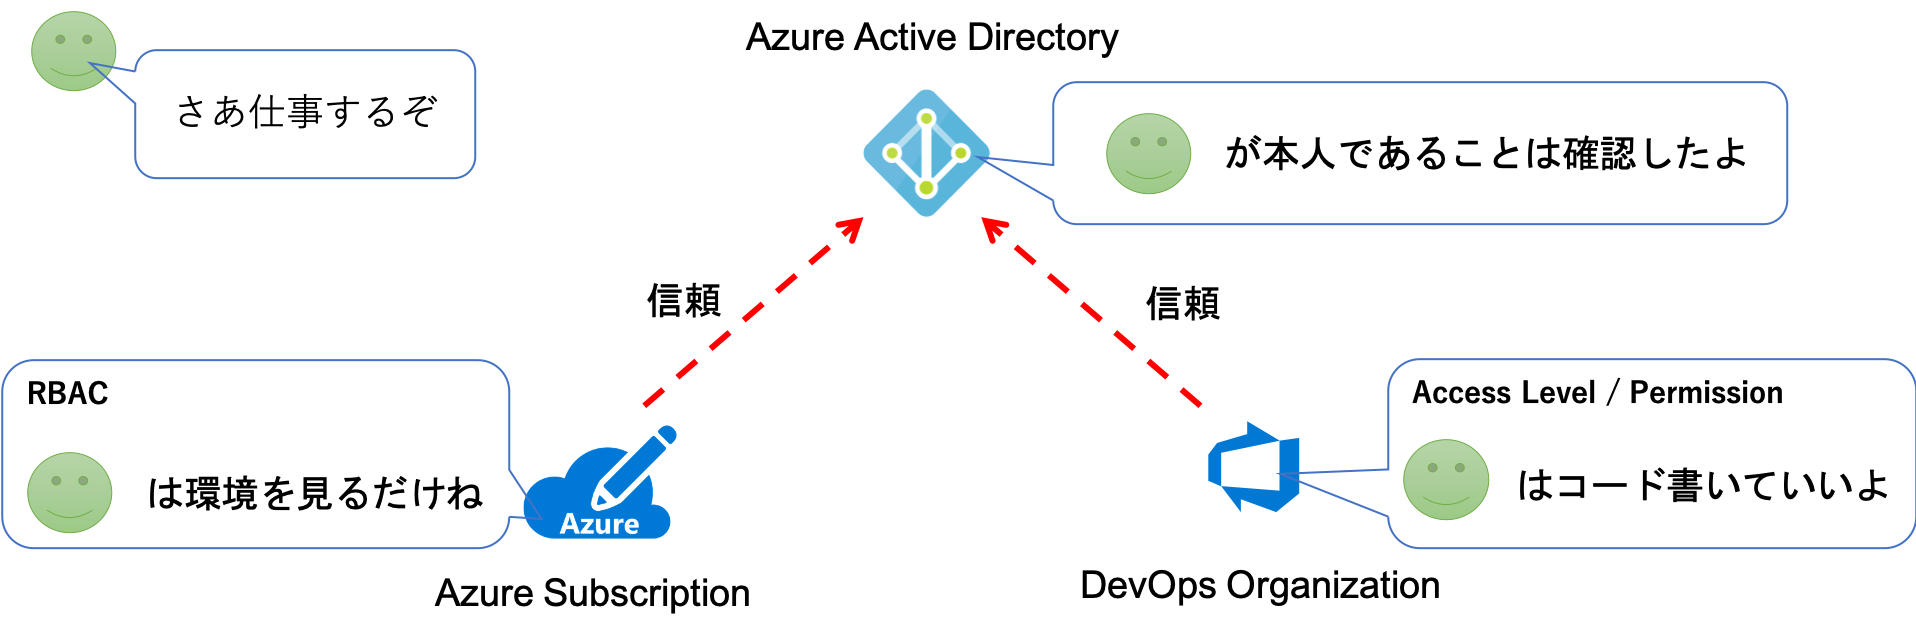 Azure Active Directory
さあ仕事するぞ
が本人であることは確認したよ
信頼
信頼
RBAC
は環境を見るだけね
Azure
Azure Subscription
Access Level / Permission
はコード書いていいよ
DevOps Organization